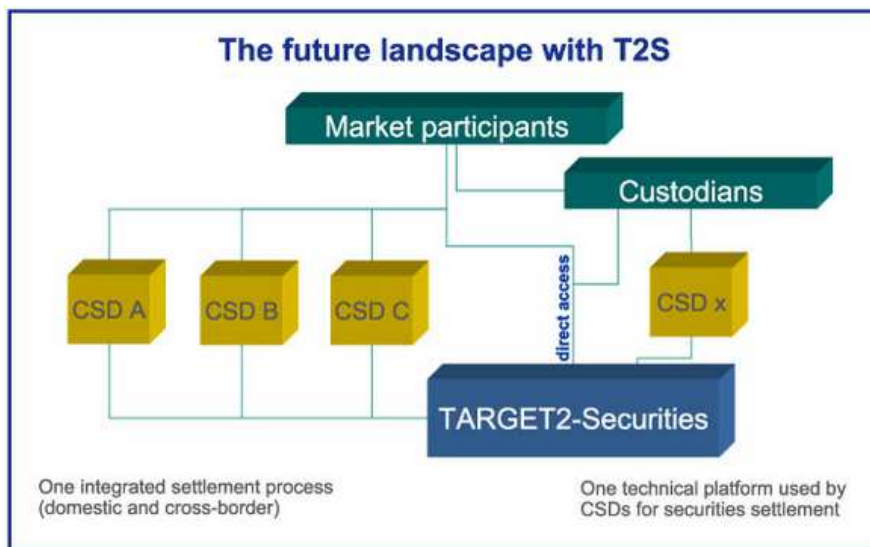 The future landscape with T2S
Market participants
Custodians
CSD A
CSD B
CSD C
direct access
CSD x
TARGET2-Securities
One integrated settlement process
(domestic and cross-border)
One technical platform used by
CSDs for securities settlement